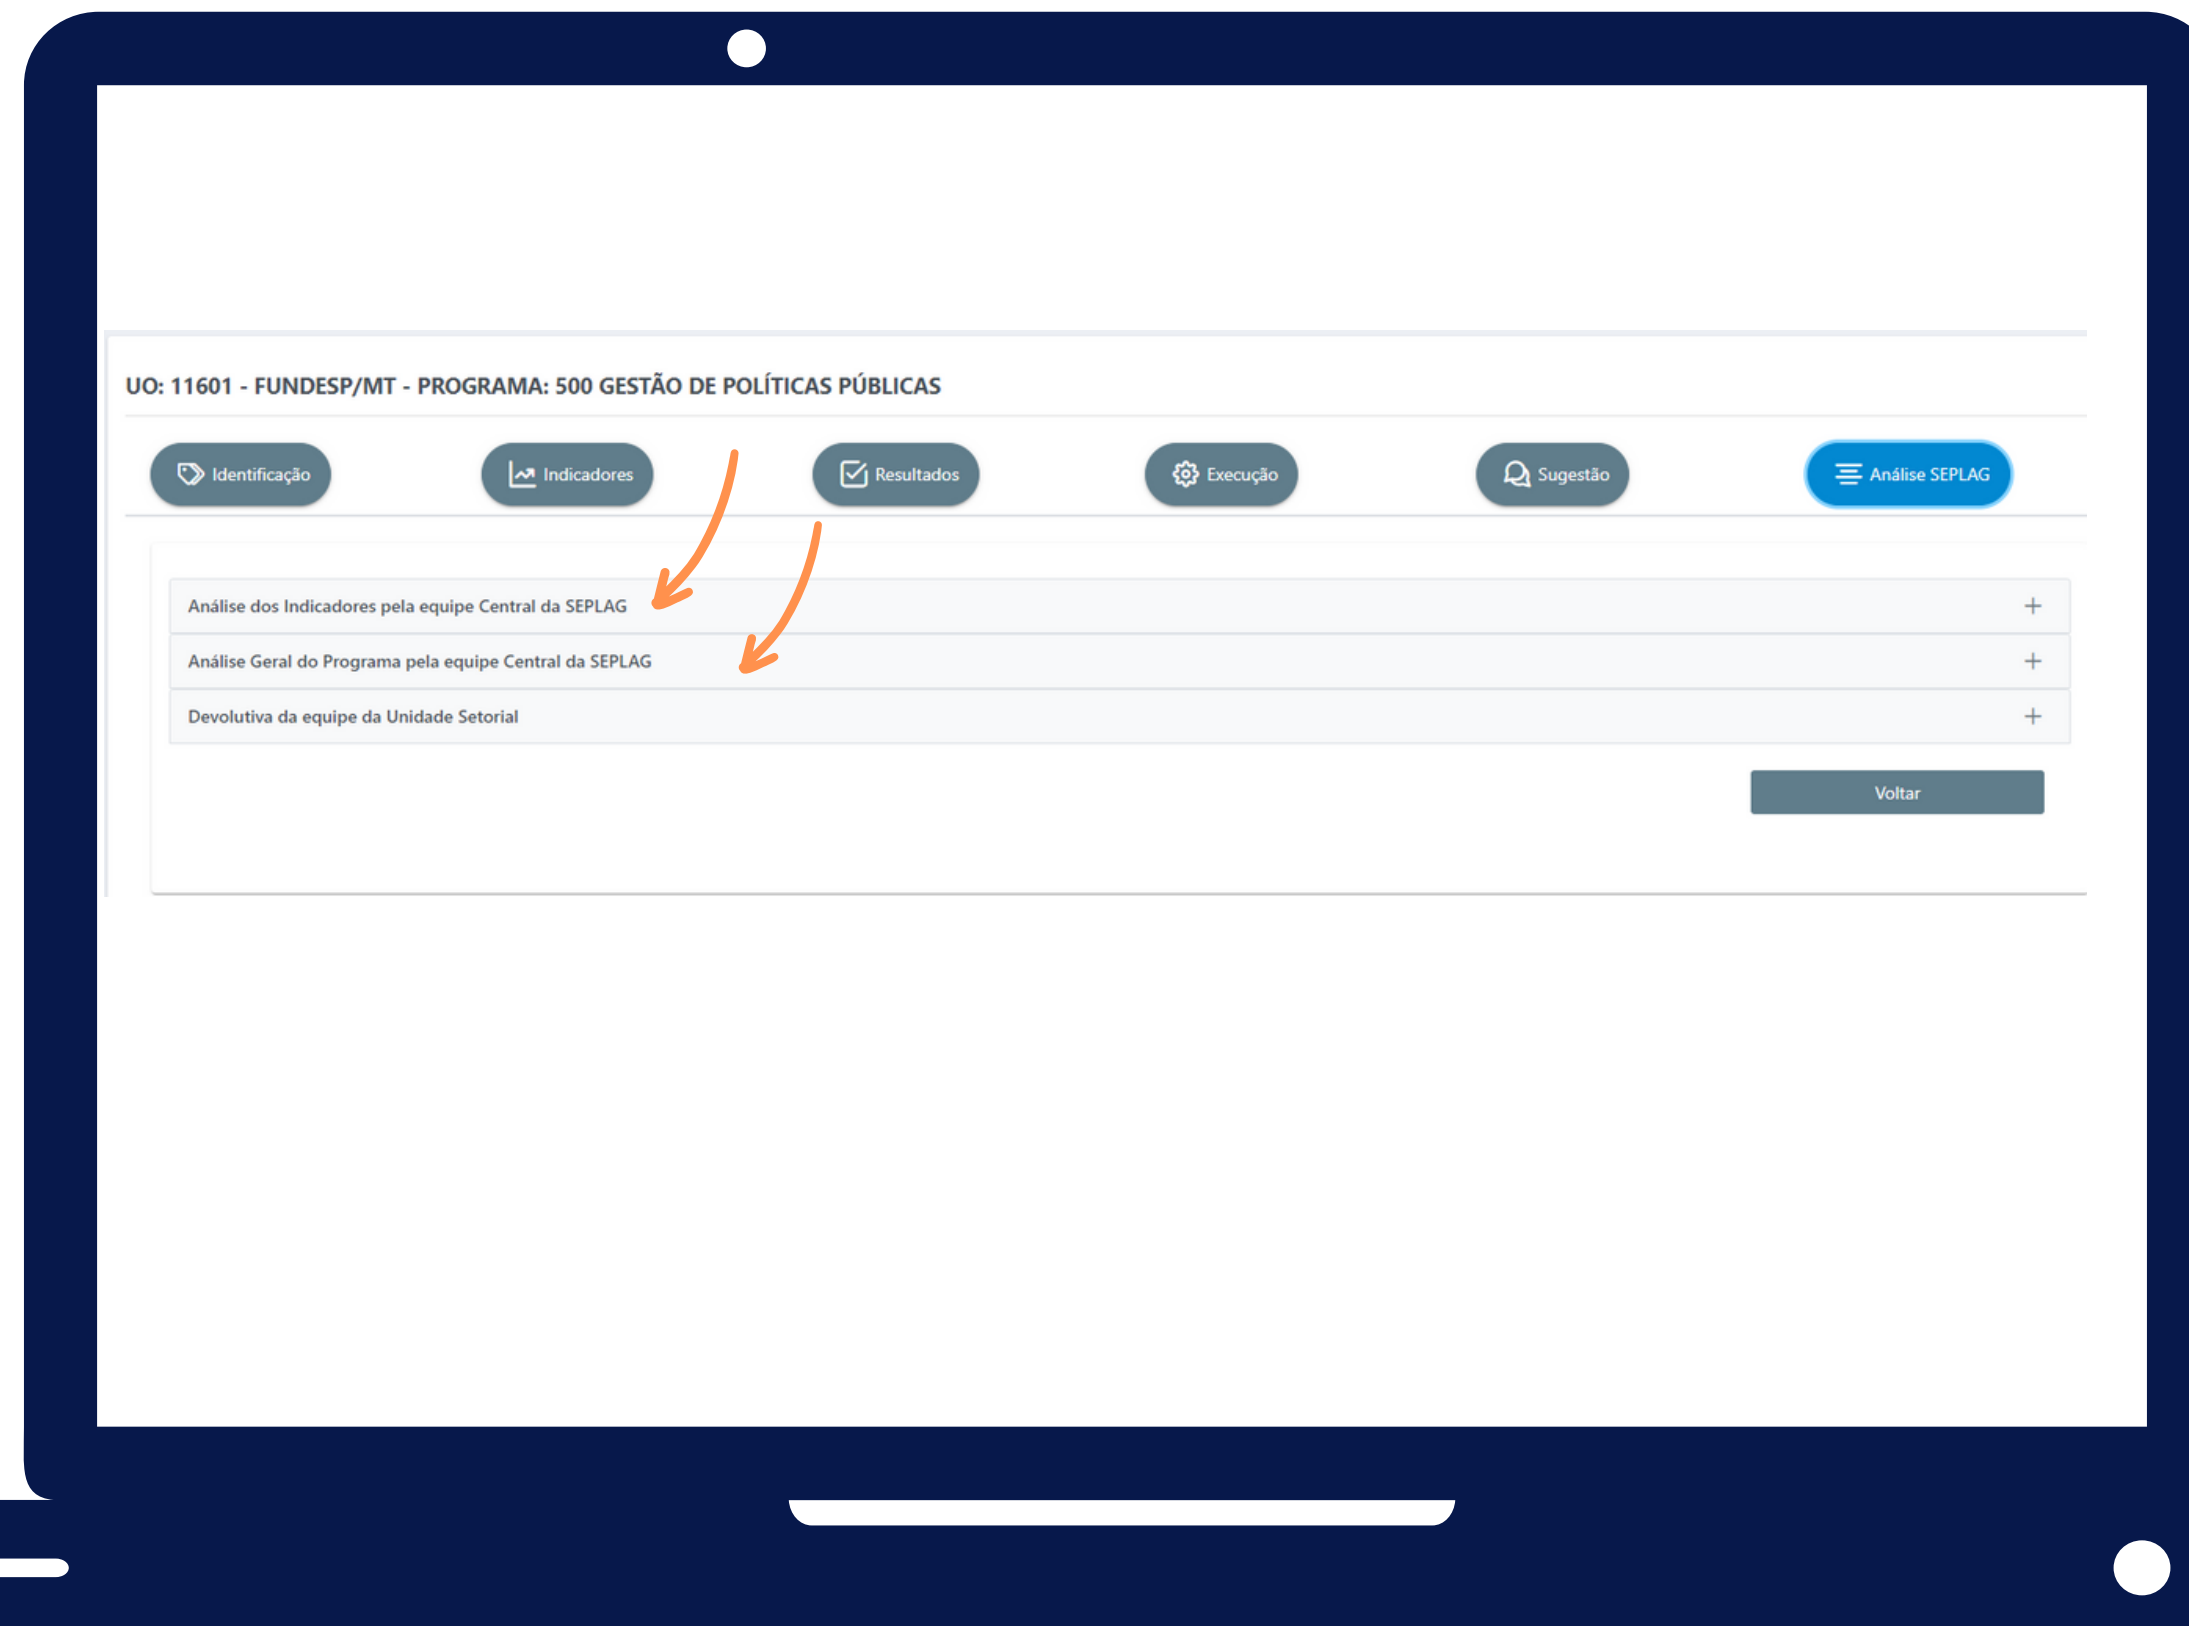 UO: 11601 - FUNDESP/MT - PROGRAMA: 500 GESTÃO DE POLÍTICAS PÚBLICAS
Identificação Indicadores Resultados Execução Sugestão Análise SEPLAG
Análise dos Indicadores pela equipe Central da SEPLAG
Análise Geral do Programa pela equipe Central da SEPLAG
Devolutiva da equipe da Unidade Setorial
Voltar